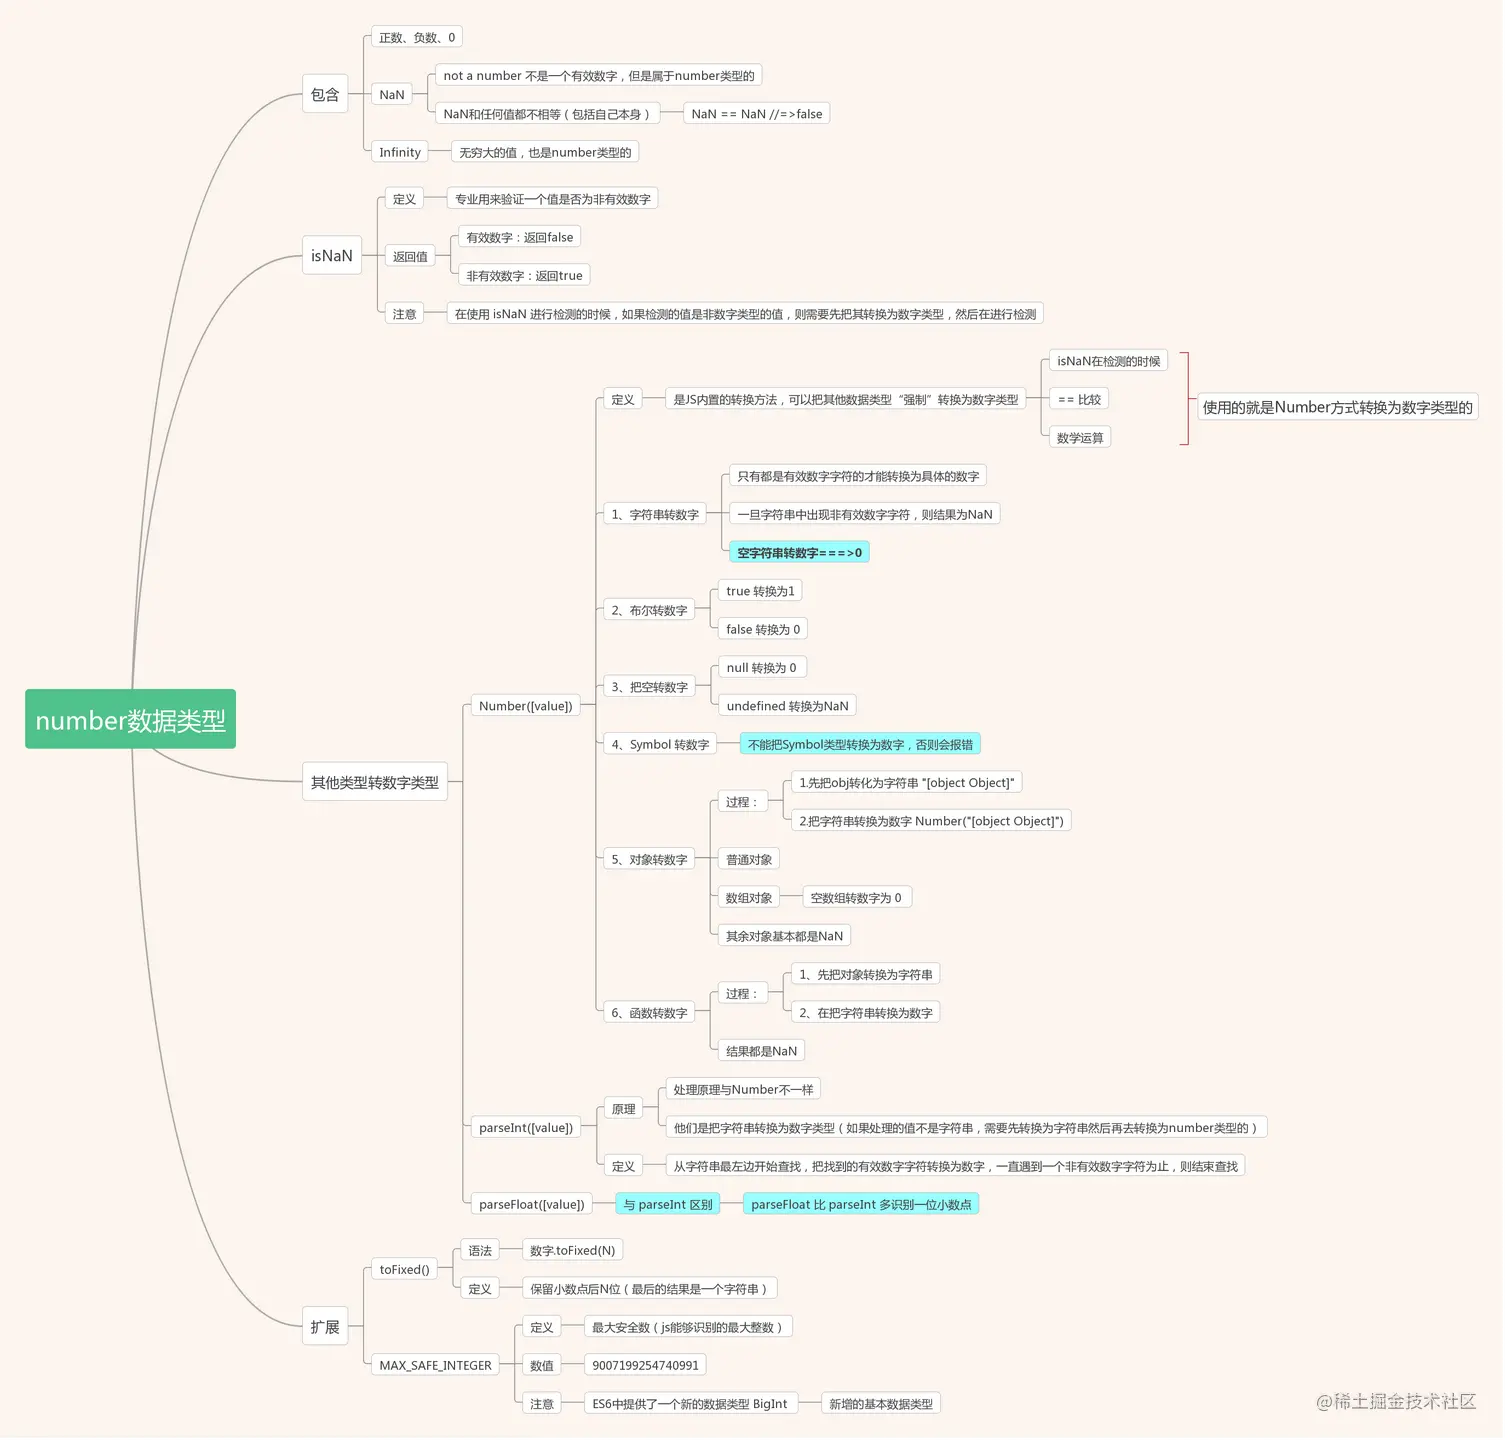 number数据类型
包含
正数、负数、0
NaN
not a number 不是一个有效数字，但是属于number类型的
NaN和任何值都不相等（包括自己本身）
NaN == NaN //=>false
Infinity
无穷大的值，也是number类型的
isNaN
定义
专业用来验证一个值是否为非有效数字
返回值
有效数字：返回false
非有效数字：返回true
注意
在使用 isNaN 进行检测的时候，如果检测的值是非数字类型的值，则需要先把其转换为数字类型，然后在进行检测
其他类型转数字类型
Number([value])
定义
是JS内置的转换方法，可以把其他数据类型“强制”转换为数字类型
isNaN在检测的时候
== 比较
数学运算
使用的就是Number方式转换为数字类型的
1、字符串转数字
只有都是有效数字字符的才能转换为具体的数字
一旦字符串中出现非有效数字字符，则结果为NaN
空字符串转数字===>0
2、布尔转数字
true 转换为1
false 转换为 0
3、把空转数字
null 转换为 0
undefined 转换为NaN
4、Symbol 转数字
不能把Symbol类型转换为数字，否则会报错
5、对象转数字
过程：
1.先把obj转化为字符串 "[object Object]"
2.把字符串转换为数字 Number("[object Object]")
普通对象
数组对象
空数组转数字为 0
其余对象基本都是NaN
6、函数转数字
过程：
1、先把对象转换为字符串
2、在把字符串转换为数字
结果都是NaN
parseInt([value])
原理
处理原理与Number不一样
他们是把字符串转换为数字类型（如果处理的值不是字符串，需要先转换为字符串然后再去转换为number类型的）
定义
从字符串最左边开始查找，把找到的有效数字字符转换为数字，一直遇到一个非有效数字字符为止，则结束查找
parseFloat([value])
与 parseInt 区别
parseFloat 比 parseInt 多识别一位小数点
扩展
toFixed()
语法
数字.toFixed(N)
定义
保留小数点后N位（最后的结果是一个字符串）
MAX_SAFE_INTEGER
定义
最大安全数（js能够识别的最大整数）
数值
9007199254740991
注意
ES6中提供了一个新的数据类型 BigInt
新增的基本数据类型
@稀土掘金技术社区